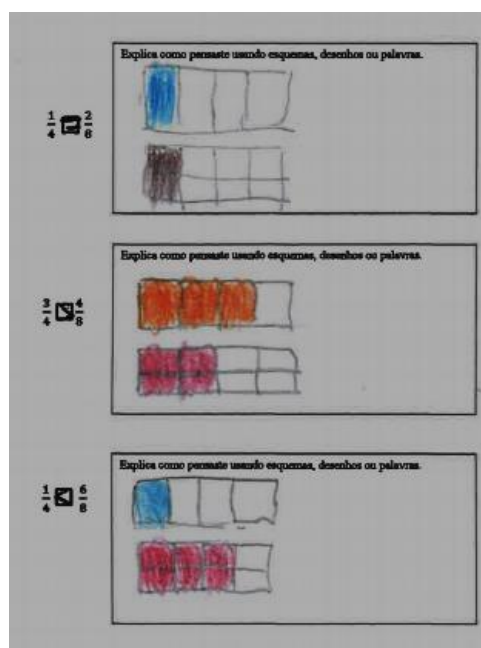 Explica como pensaste usando esquemas, desenhos ou palavras.
1/4 = 2/8
Explica como pensaste usando esquemas, desenhos ou palavras.
3/4 > 4/8
Explica como pensaste usando esquemas, desenhos ou palavras.
1/4 < 6/8